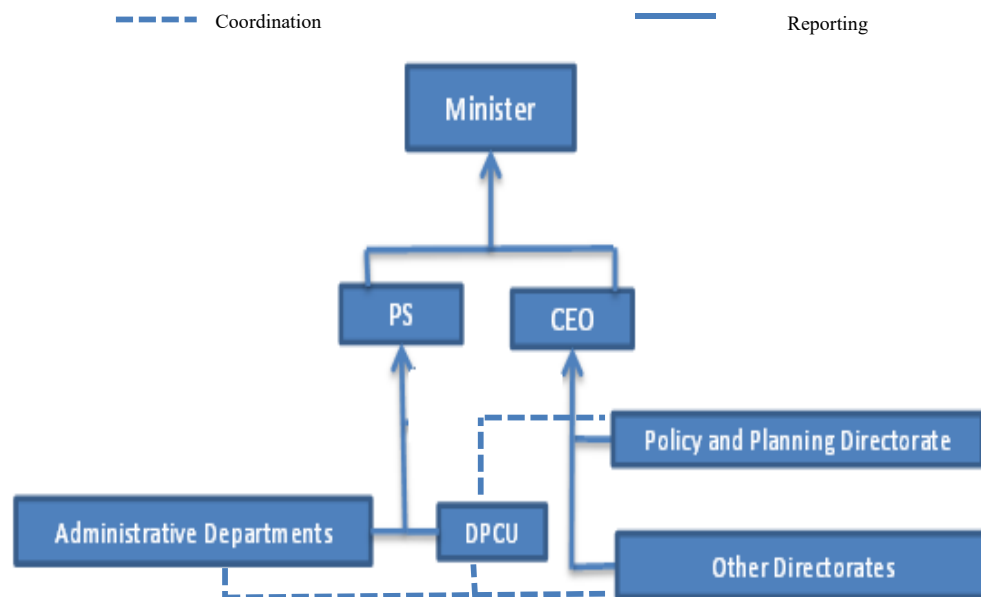 Coordination
Reporting
Minister
PS
CEO
Policy and Planning Directorate
Administrative Departments
DPCU
Other Directorates